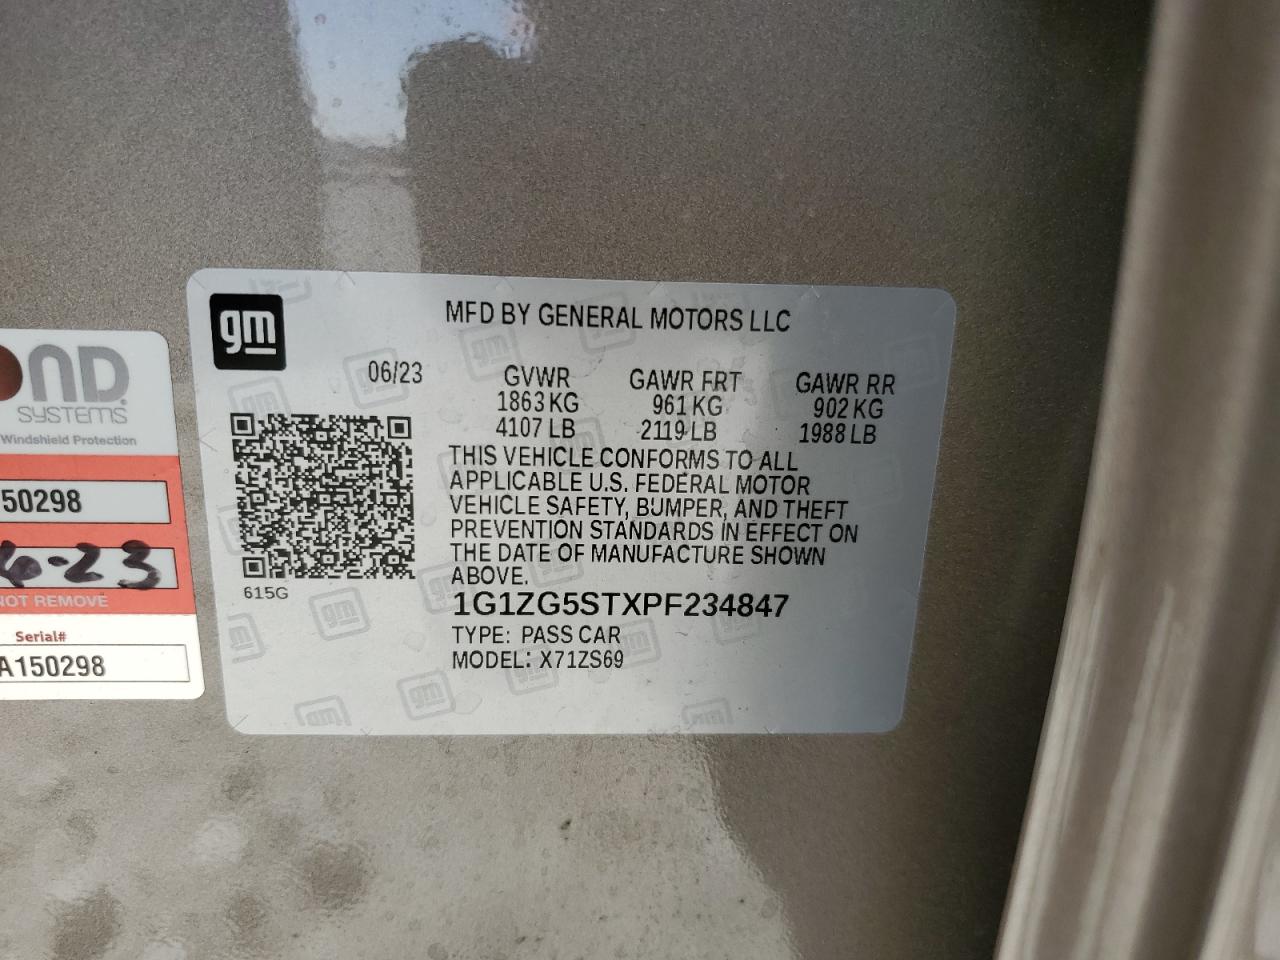 gm
MFD BY GENERAL MOTORS LLC
06/23
GVWR GAWR FRT GAWR RR
1863 KG 961 KG 902 KG
4107 LB 2119 LB 1988 LB
THIS VEHICLE CONFORMS TO ALL
APPLICABLE U.S. FEDERAL MOTOR
VEHICLE SAFETY, BUMPER, AND THEFT
PREVENTION STANDARDS IN EFFECT ON
THE DATE OF MANUFACTURE SHOWN
ABOVE.
615G
1G1ZG5STXPF234847
TYPE: PASS CAR
MODEL: X71ZS69
OND
SYSTEMS
Windshield Protection
50298
6-23
NOT REMOVE
Serial#
A150298